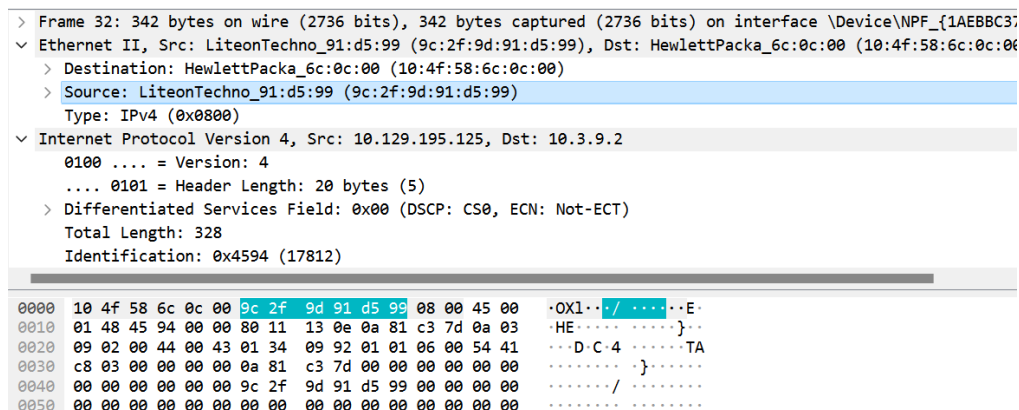 > Frame 32: 342 bytes on wire (2736 bits), 342 bytes captured (2736 bits) on interface \Device\NPF_{1AEBBC37
Ethernet II, Src: LiteonTechno_91:d5:99 (9c:2f:9d:91:d5:99), Dst: HewlettPacka_6c:0c:00 (10:4f:58:6c:0c:00
> Destination: HewlettPacka_6c:0c:00 (10:4f:58:6c:0c:00)
> Source: LiteonTechno_91:d5:99 (9c:2f:9d:91:d5:99)
Type: IPv4 (0x0800)
Internet Protocol Version 4, Src: 10.129.195.125, Dst: 10.3.9.2
0100 .... = Version: 4
.... 0101 = Header Length: 20 bytes (5)
> Differentiated Services Field: 0x00 (DSCP: CS0, ECN: Not-ECT)
Total Length: 328
Identification: 0x4594 (17812)
0000 10 4f 58 6c 0c 00 9c 2f 9d 91 d5 99 08 00 45 00 ·OXl···/ ······E·
0010 01 48 45 94 00 00 80 11 13 0e 0a 81 c3 7d 0a 03 ·HE····· ·····}··
0020 09 02 00 44 00 43 01 34 09 92 01 01 06 00 54 41 ···D·C·4 ······TA
0030 c8 03 00 00 00 00 0a 81 c3 7d 00 00 00 00 00 00 ········ ·}······
0040 00 00 00 00 00 00 9c 2f 9d 91 d5 99 00 00 00 00 ·······/ ········
0050 00 00 00 00 00 00 00 00 00 00 00 00 00 00 00 00 ········ ········